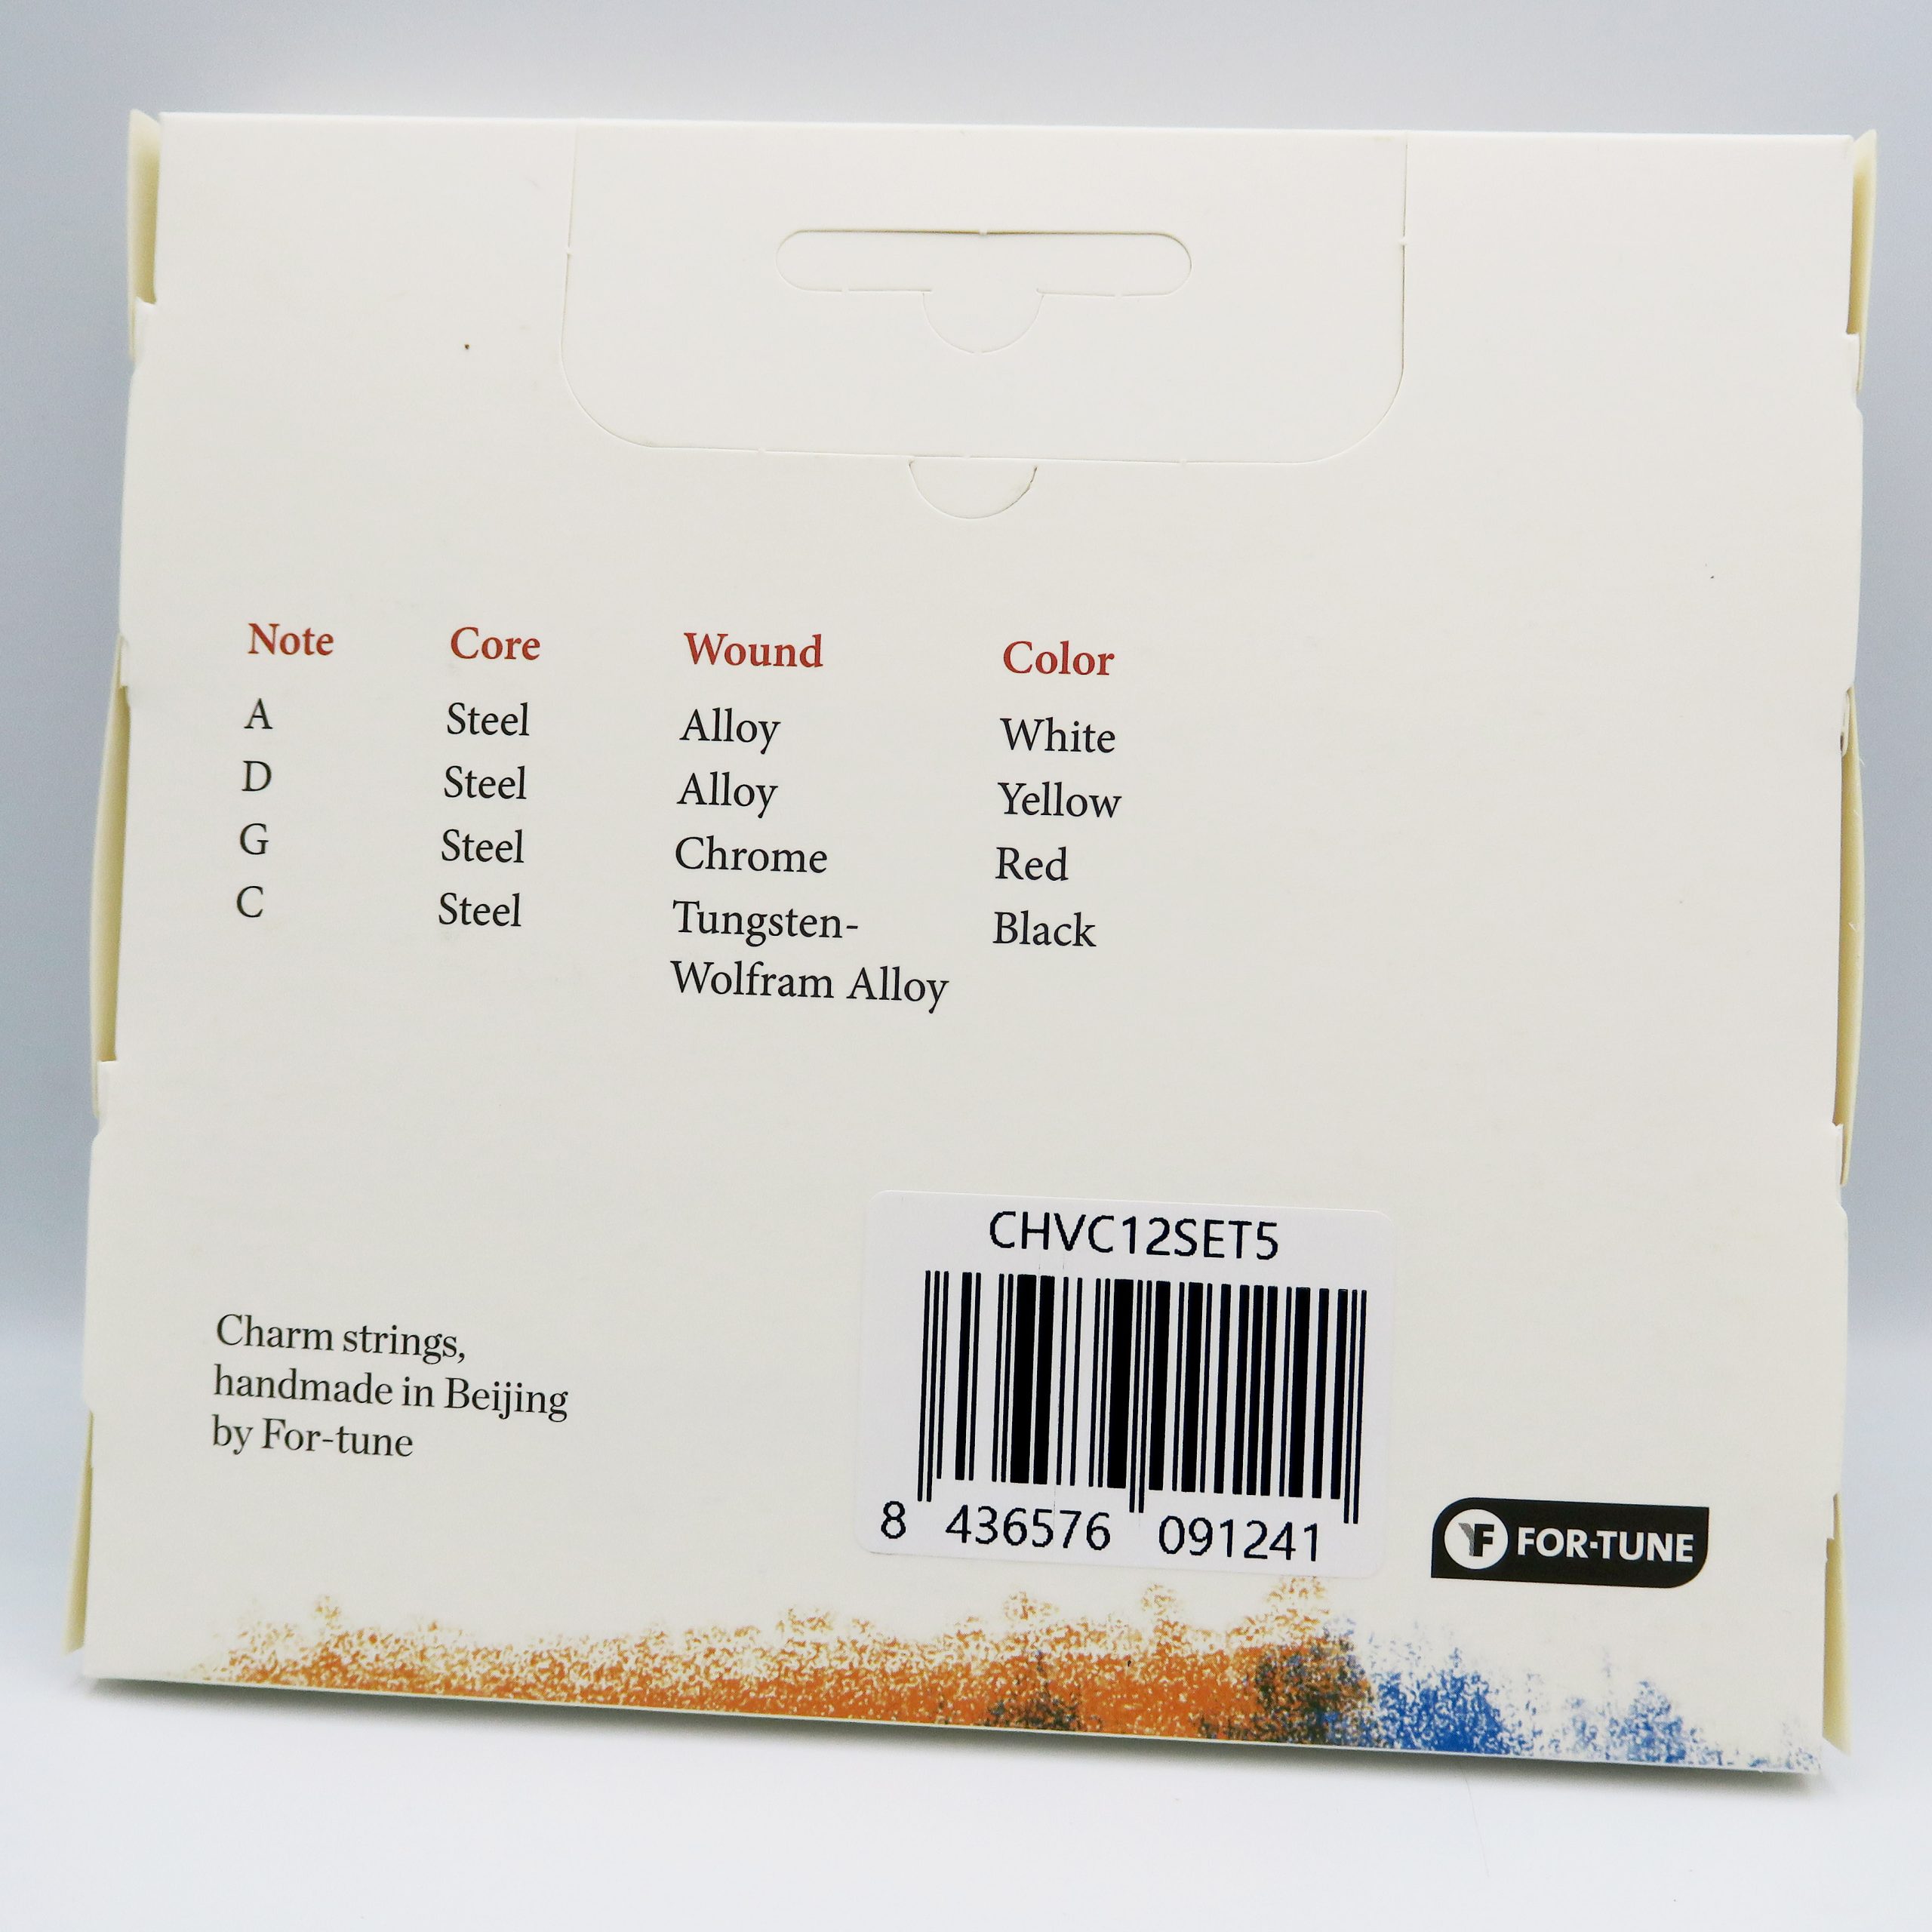 Note Core Wound Color
A Steel Alloy White
D Steel Alloy Yellow
G Steel Chrome Red
C Steel Tungsten- Black
Wolfram Alloy
Charm strings,
handmade in Beijing
by For-tune
CHVC12SET5
8 436576 091241
YF FOR-TUNE